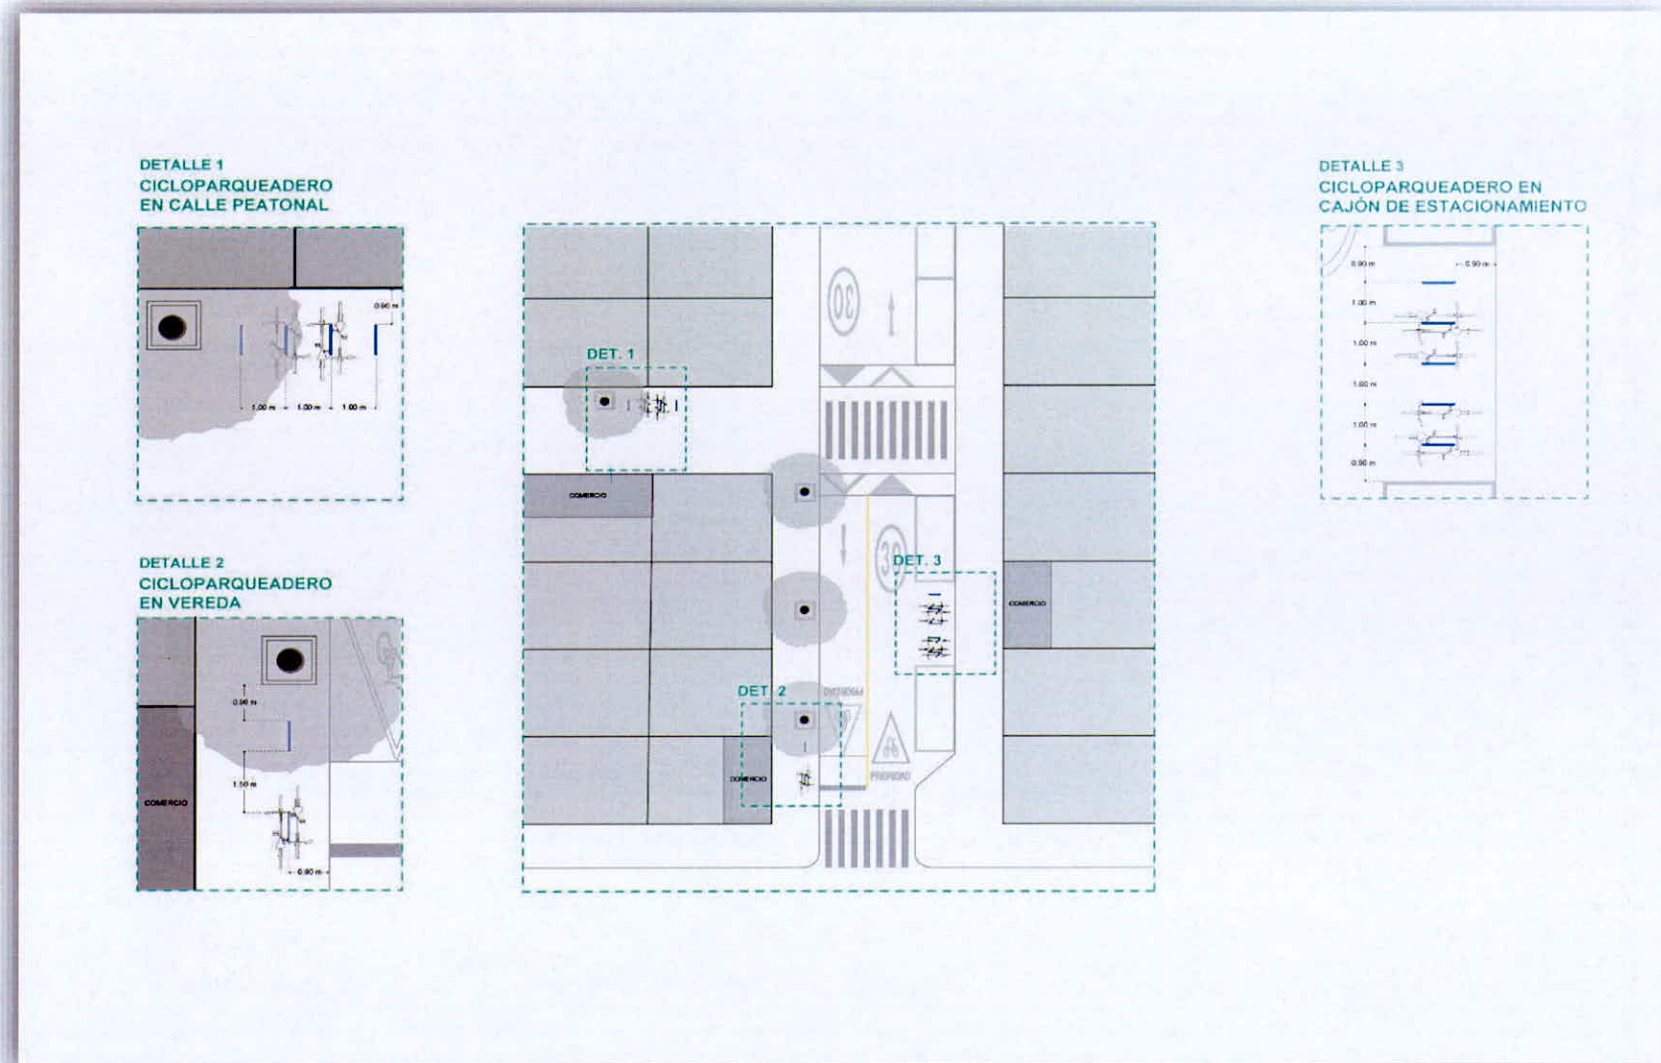 DETALLE 1
CICLOPARQUEADERO
EN CALLE PEATONAL
0.90 m
1.00 m
1.00 m
1.00 m
DETALLE 2
CICLOPARQUEADERO
EN VEREDA
0.90 m
1.50 m
COMERCIO
0.90 m
30
DET. 1
COMERCIO
30
DET. 3
COMERCIO
DET. 2
PRIORIDAD
COMERCIO
PRIORIDAD
DETALLE 3
CICLOPARQUEADERO EN
CAJÓN DE ESTACIONAMIENTO
0.90 m
0.90 m
1.00 m
1.00 m
1.00 m
1.00 m
0.90 m